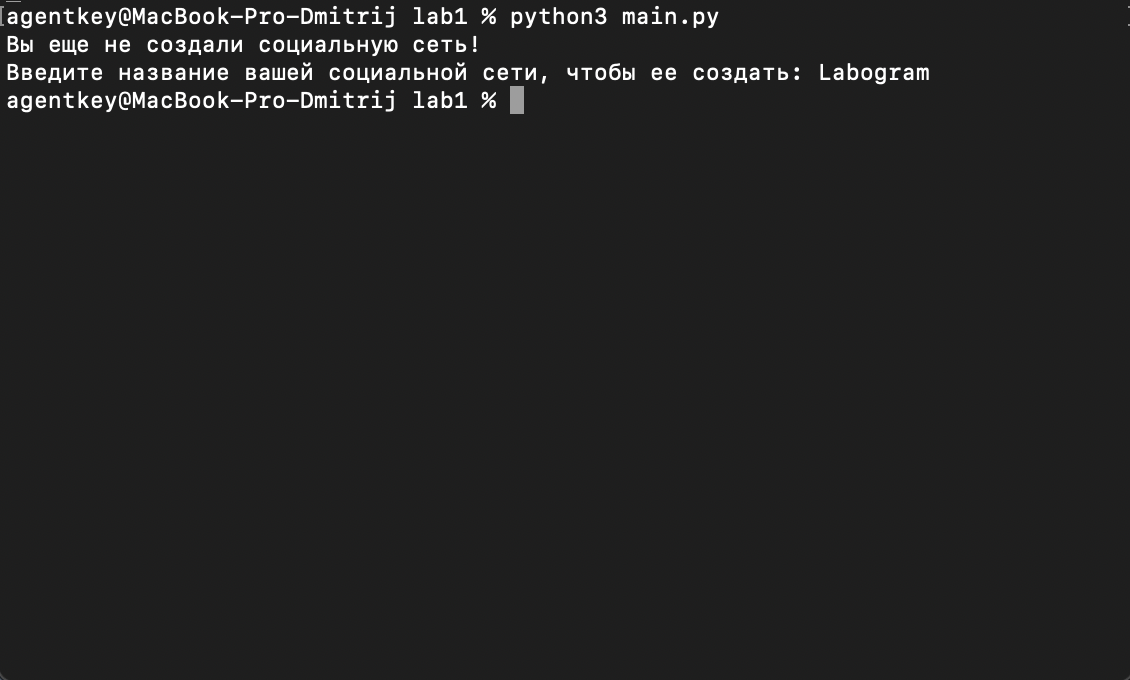 agentkey@MacBook-Pro-Dmitrij lab1 % python3 main.py
Вы еще не создали социальную сеть!
Введите название вашей социальной сети, чтобы ее создать: Labogram
agentkey@MacBook-Pro-Dmitrij lab1 %